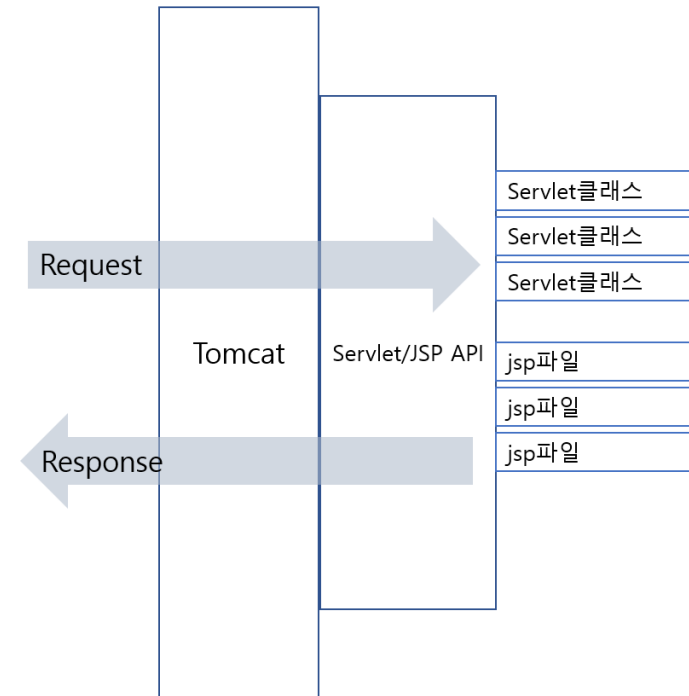 Servlet클래스
Servlet클래스
Request
Servlet클래스
Tomcat
Servlet/JSP API
jsp파일
jsp파일
jsp파일
Response